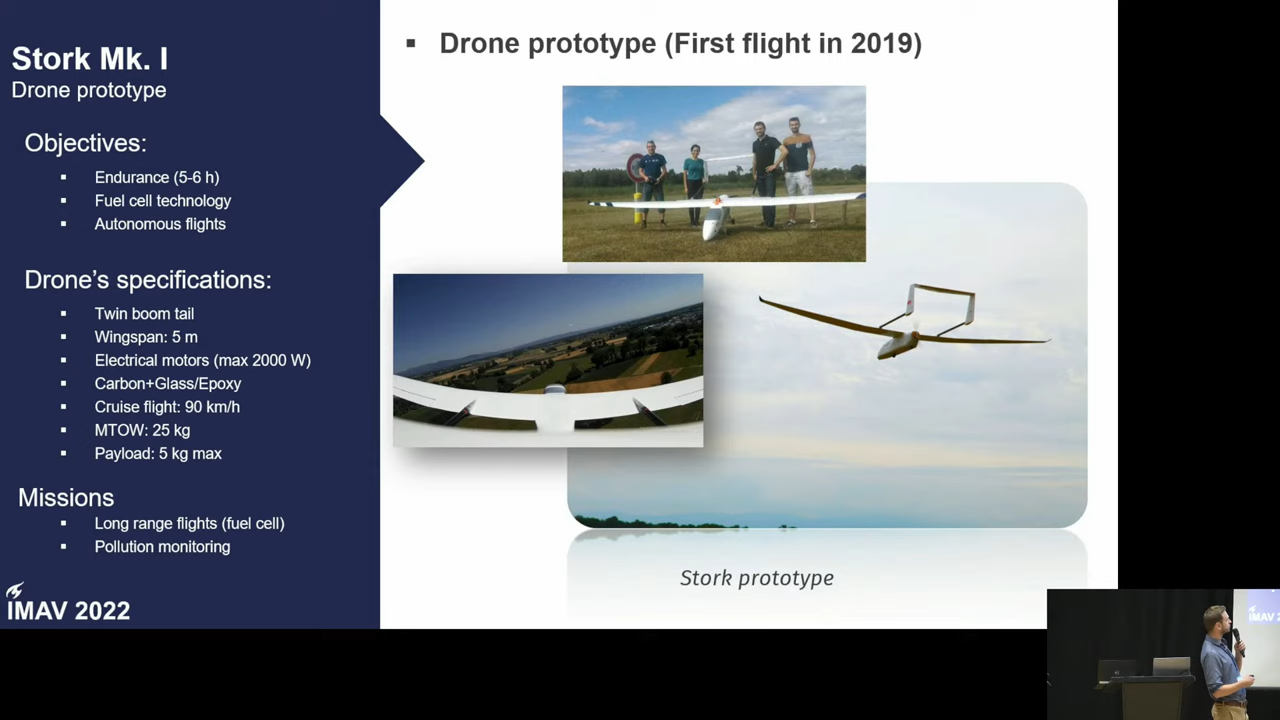 Stork Mk. I
Drone prototype
Objectives:
▪ Endurance (5-6 h)
▪ Fuel cell technology
▪ Autonomous flights
Drone's specifications:
▪ Twin boom tail
▪ Wingspan: 5 m
▪ Electrical motors (max 2000 W)
▪ Carbon+Glass/Epoxy
▪ Cruise flight: 90 km/h
▪ MTOW: 25 kg
▪ Payload: 5 kg max
Missions
▪ Long range flights (fuel cell)
▪ Pollution monitoring
IMAV 2022
▪ Drone prototype (First flight in 2019)
Stork prototype
IMAV 2